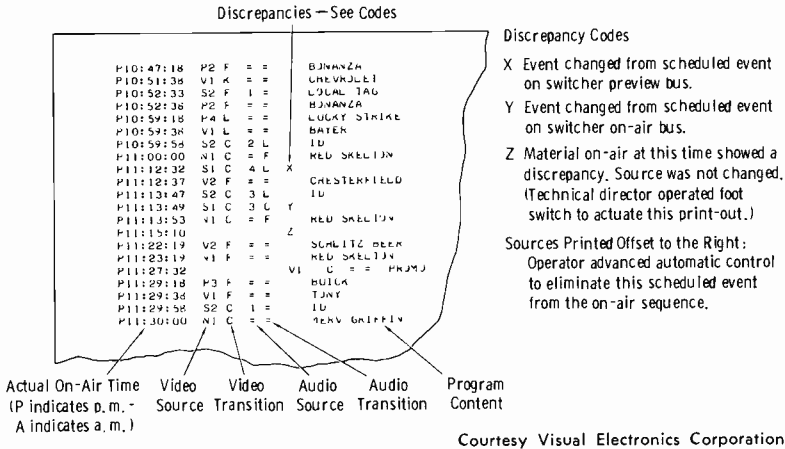 Discrepancies — See Codes
P10:47:18 P2 F = = BONANZA
P10:51:38 V1 K = = CHEVROLET
P10:52:33 S2 F 1 = LOCAL TAG
P10:52:36 P2 F = = BONANZA
P10:59:18 P4 L = = LUCKY STRIKE
P10:59:38 V1 L = = BAYER
P10:59:58 S2 C 2 L ID
P11:00:00 N1 C = F RED SKELTON
P11:12:32 S1 C 4 L X
P11:12:37 V2 F = = CHESTERFIELD
P11:13:47 S2 C 3 L ID
P11:13:49 S1 C 3 C Y
P11:13:53 N1 C = F RED SKELTON
P11:15:10 Z
P11:22:19 V2 F = = SCHLITZ BEER
P11:23:19 N1 F = = RED SKELTON
P11:27:32 V1 C = = PROMO
P11:29:18 P3 F = = BUICK
P11:29:38 V1 F = = TONY
P11:29:58 S2 C 1 = ID
P11:30:00 N1 C = = MERV GRIFFIN
Actual On-Air Time
(P indicates p.m. -
A indicates a.m.)
Video
Source
Video
Transition
Audio
Source
Audio
Transition
Program
Content
Discrepancy Codes
X Event changed from scheduled event
on switcher preview bus.
Y Event changed from scheduled event
on switcher on-air bus.
Z Material on-air at this time showed a
discrepancy. Source was not changed.
(Technical director operated foot
switch to actuate this print-out.)
Sources Printed Offset to the Right:
Operator advanced automatic control
to eliminate this scheduled event
from the on-air sequence.
Courtesy Visual Electronics Corporation